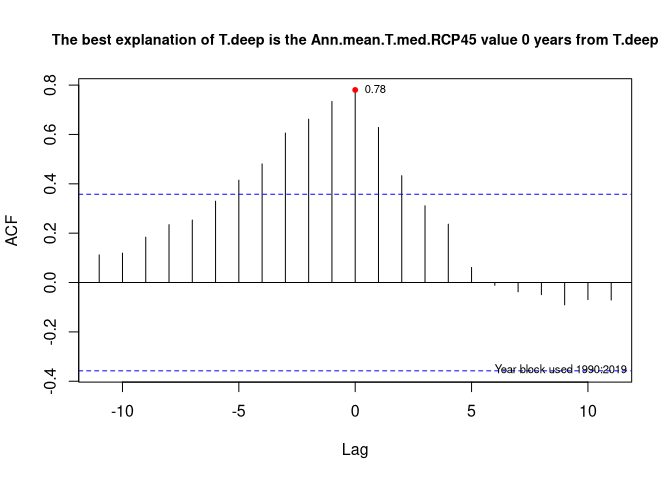 The best explanation of T.deep is the Ann.mean.T.med.RCP45 value 0 years from T.deep
0.8
0.6
0.4
0.2
0.0
-0.2
-0.4
ACF
0.78
Year block used 1990:2019
-10 -5 0 5 10
Lag